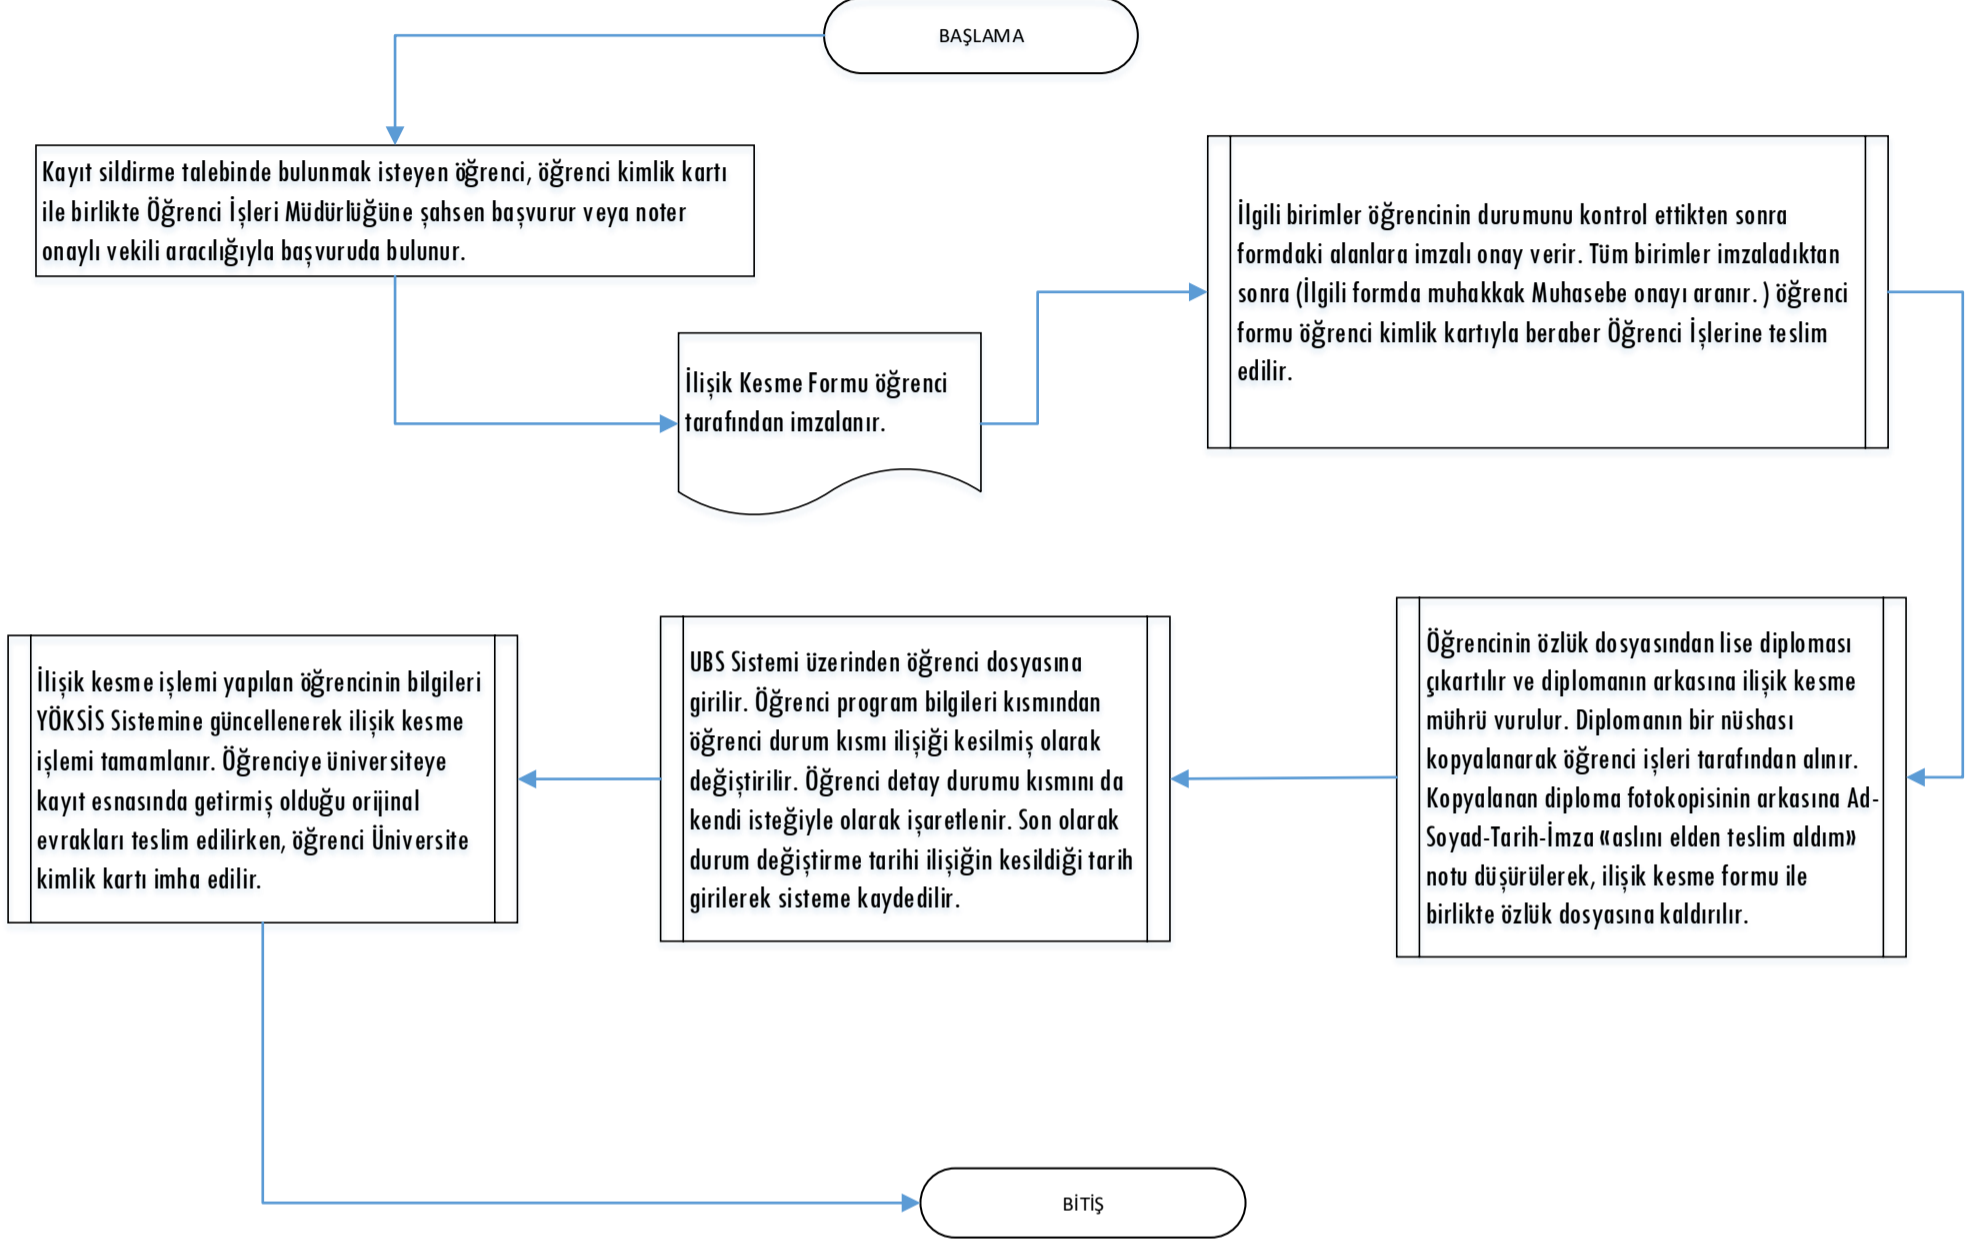 BAŞLAMA
Kayıt sildirme talebinde bulunmak isteyen öğrenci, öğrenci kimlik kartı
ile birlikte Öğrenci İşleri Müdürlüğüne şahsen başvurur veya noter
onaylı vekili aracılığıyla başvuruda bulunur.
İlişik Kesme Formu öğrenci
tarafından imzalanır.
İlgili birimler öğrencinin durumunu kontrol ettikten sonra
formdaki alanlara imzalı onay verir. Tüm birimler imzaladıktan
sonra (İlgili formda muhakkak Muhasebe onayı aranır. ) öğrenci
formu öğrenci kimlik kartıyla beraber Öğrenci İşlerine teslim
edilir.
Öğrencinin özlük dosyasından lise diploması
çıkartılır ve diplomanın arkasına ilişik kesme
mührü vurulur. Diplomanın bir nüshası
kopyalanarak öğrenci işleri tarafından alınır.
Kopyalanan diploma fotokopisinin arkasına Ad-
Soyad-Tarih-İmza «aslını elden teslim aldım»
notu düşürülerek, ilişik kesme formu ile
birlikte özlük dosyasına kaldırılır.
UBS Sistemi üzerinden öğrenci dosyasına
girilir. Öğrenci program bilgileri kısmından
öğrenci durum kısmı ilişiği kesilmiş olarak
değiştirilir. Öğrenci detay durumu kısmını da
kendi isteğiyle olarak işaretlenir. Son olarak
durum değiştirme tarihi ilişiğin kesildiği tarih
girilerek sisteme kaydedilir.
İlişik kesme işlemi yapılan öğrencinin bilgileri
YÖKSİS Sistemine güncellenerek ilişik kesme
işlemi tamamlanır. Öğrenciye üniversiteye
kayıt esnasında getirmiş olduğu orijinal
evrakları teslim edilirken, öğrenci Üniversite
kimlik kartı imha edilir.
BİTİŞ